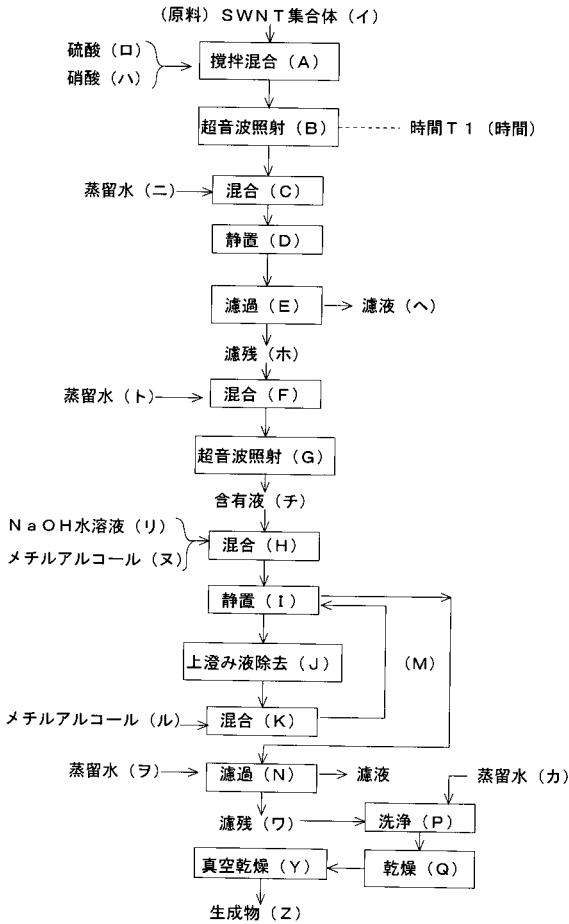 (原料) SWNT集合体 (イ)
硫酸 (ロ)
硝酸 (ハ)
撹拌混合 (A)
超音波照射 (B)
時間T1 (時間)
蒸留水 (ニ)
混合 (C)
静置 (D)
濾過 (E)
濾液 (ヘ)
濾残 (ホ)
蒸留水 (ト)
混合 (F)
超音波照射 (G)
含有液 (チ)
NaOH水溶液 (リ)
メチルアルコール (ヌ)
混合 (H)
静置 (I)
上澄み液除去 (J)
(M)
メチルアルコール (ル)
混合 (K)
蒸留水 (ヲ)
濾過 (N)
濾液
蒸留水 (カ)
濾残 (ワ)
洗浄 (P)
真空乾燥 (Y)
乾燥 (Q)
生成物 (Z)